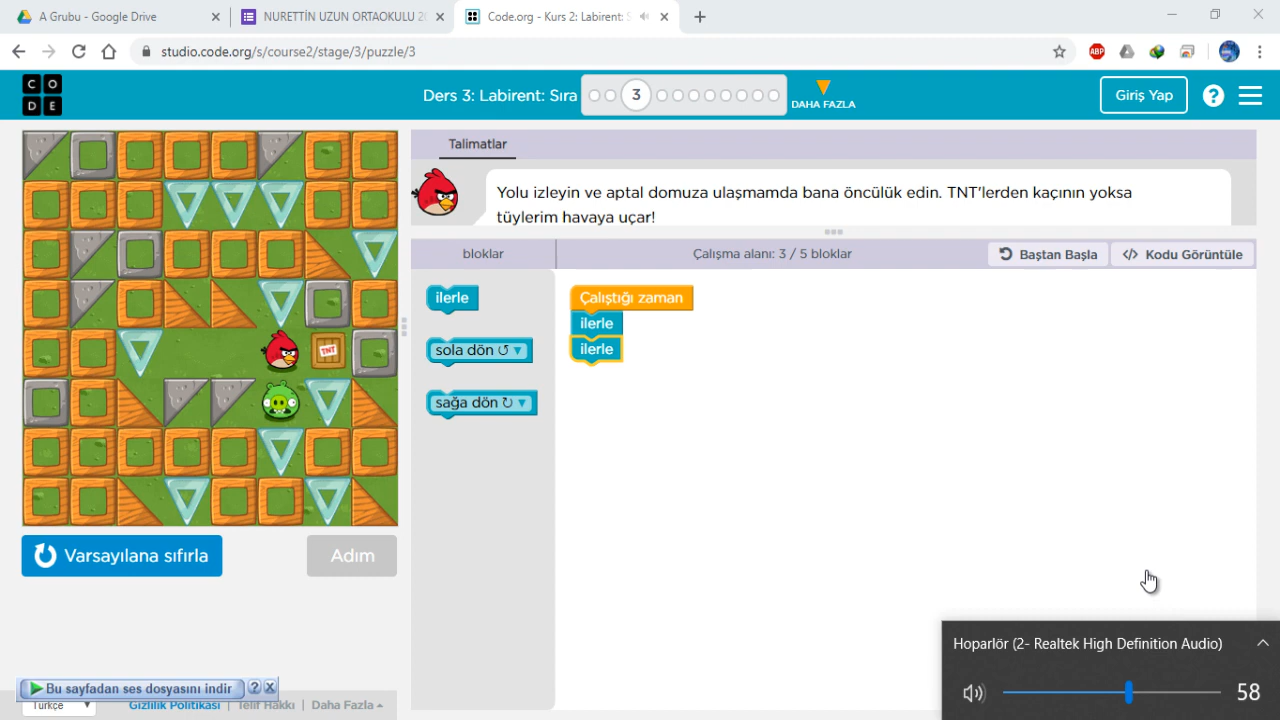 A Grubu - Google Drive
NURETTİN UZUN ORTAOKULU 20
Code.org - Kurs 2: Labirent: S
studio.code.org/s/course2/stage/3/puzzle/3
ABP
C O
D E
Ders 3: Labirent: Sıra
3
DAHA FAZLA
Giriş Yap
?
Talimatlar
Yolu izleyin ve aptal domuza ulaşmamda bana öncülük edin. TNT'lerden kaçının yoksa
tüylerim havaya uçar!
bloklar
Çalışma alanı: 3 / 5 bloklar
Baştan Başla
</> Kodu Görüntüle
ilerle
sola dön ↺ ▼
sağa dön ↻ ▼
Çalıştığı zaman
ilerle
ilerle
TNT
Varsayılana sıfırla
Adım
Bu sayfadan ses dosyasını indir
? X
Türkçe
Gizlilik Politikası | Telif Hakkı | Daha Fazla
Hoparlör (2- Realtek High Definition Audio)
58